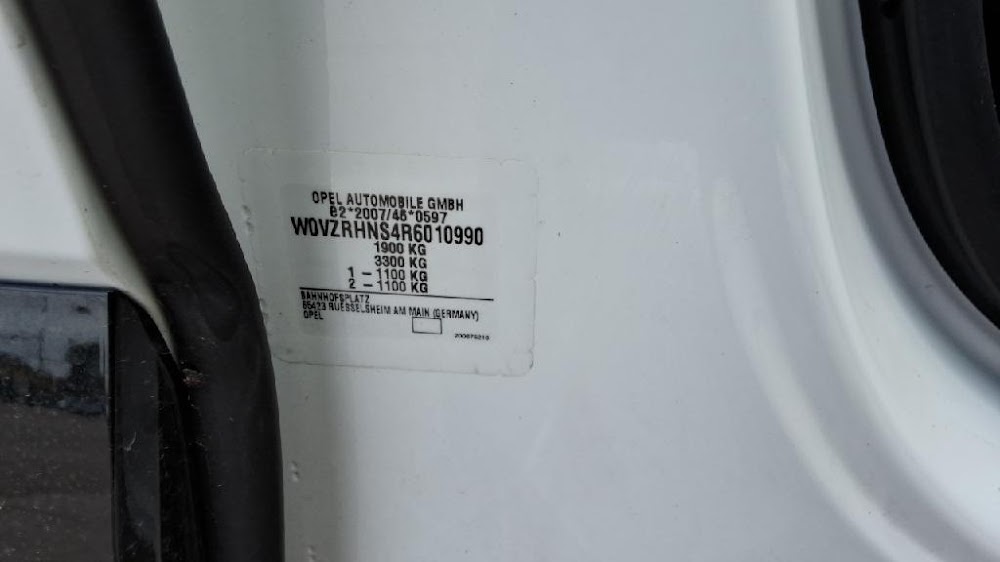 OPEL AUTOMOBILE GMBH
B2*2007/46*0597
W0VZRHNS4R6010990
1900 KG
3300 KG
1 - 1100 KG
2 - 1100 KG
BAHNHOFSPLATZ
65423 RUESSELSHEIM AM MAIN (GERMANY)
OPEL